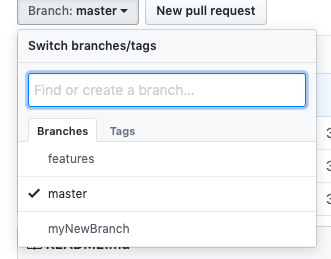 Branch: master
New pull request
Switch branches/tags
Find or create a branch...
Branches
Tags
features
master
myNewBranch